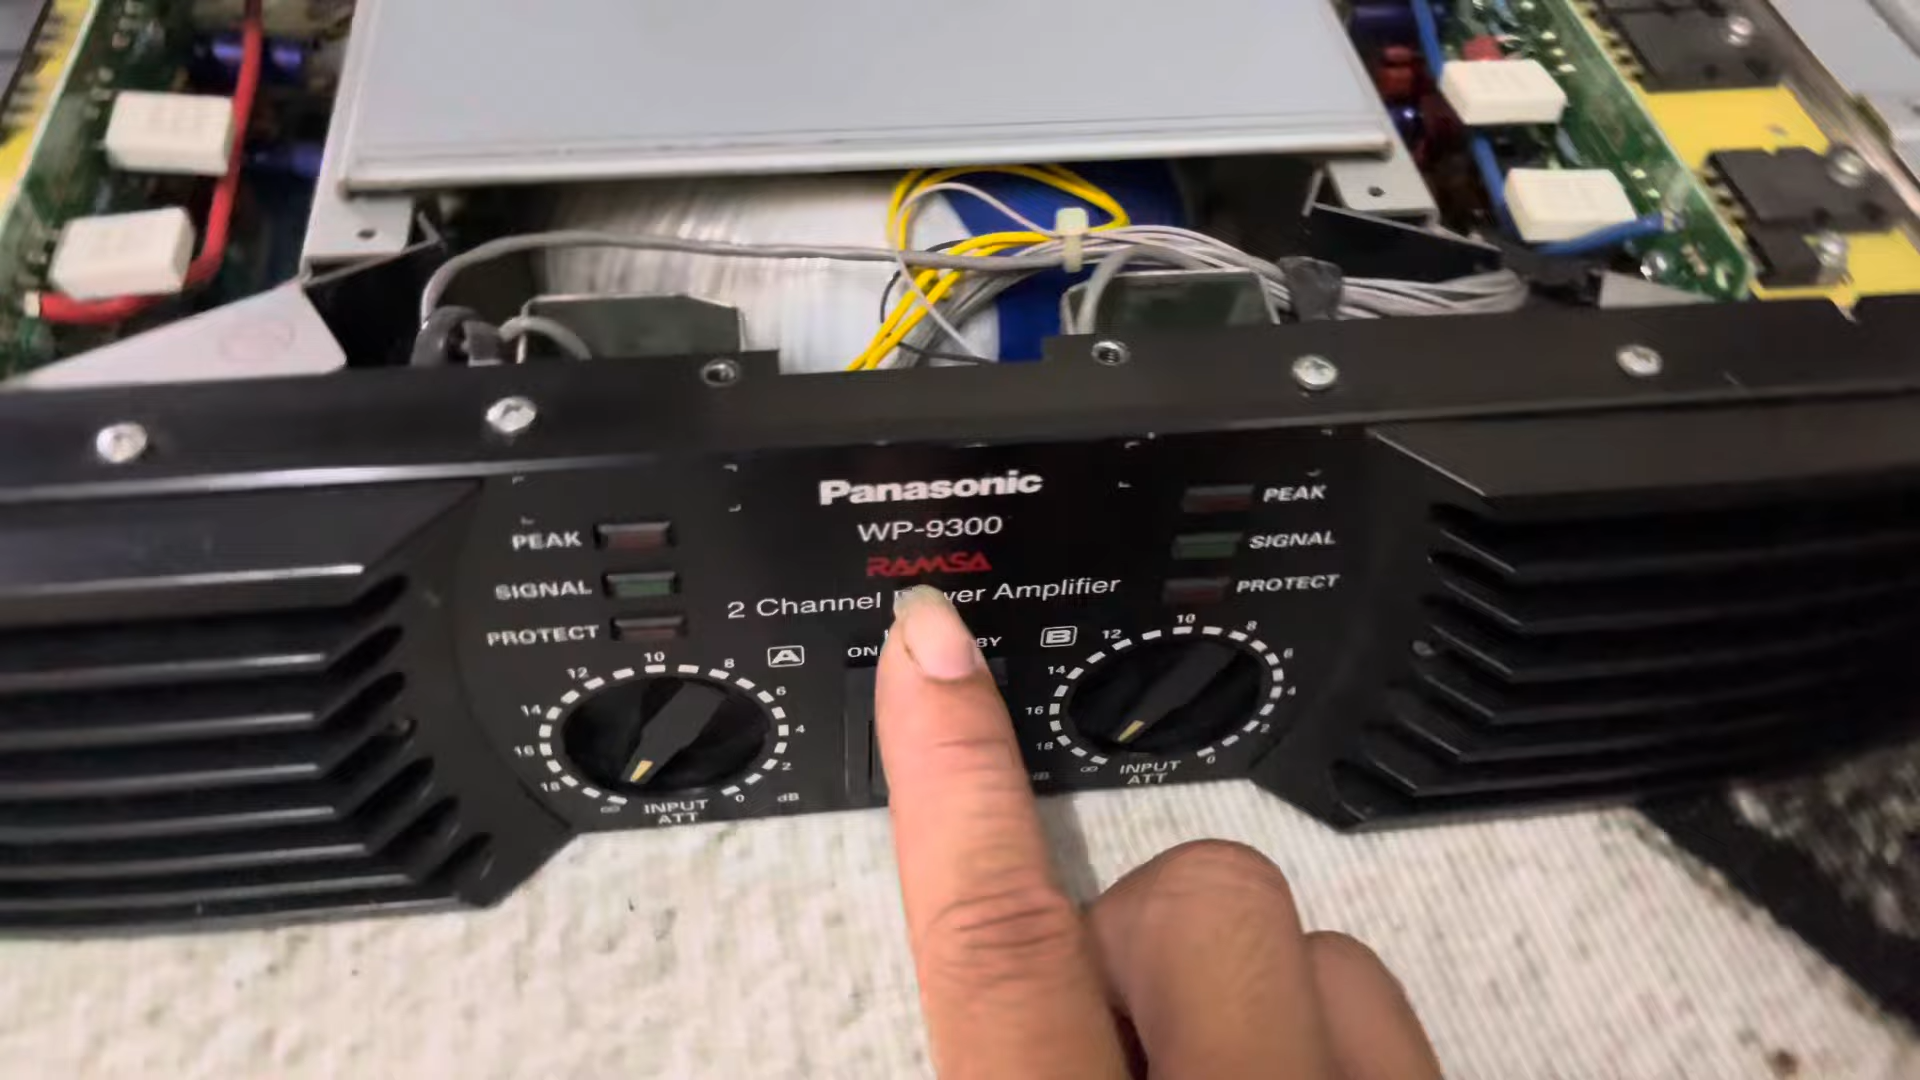 Panasonic
WP-9300
RAMSA
2 Channel Amplifier
PEAK
SIGNAL
PROTECT
PEAK
SIGNAL
PROTECT
A
ON
BY
B
∞ 18 16 14 12 10 8 6 4 2 0 dB
INPUT
ATT
∞ 18 16 14 12 10 8 6 4 2 0 dB
INPUT
ATT